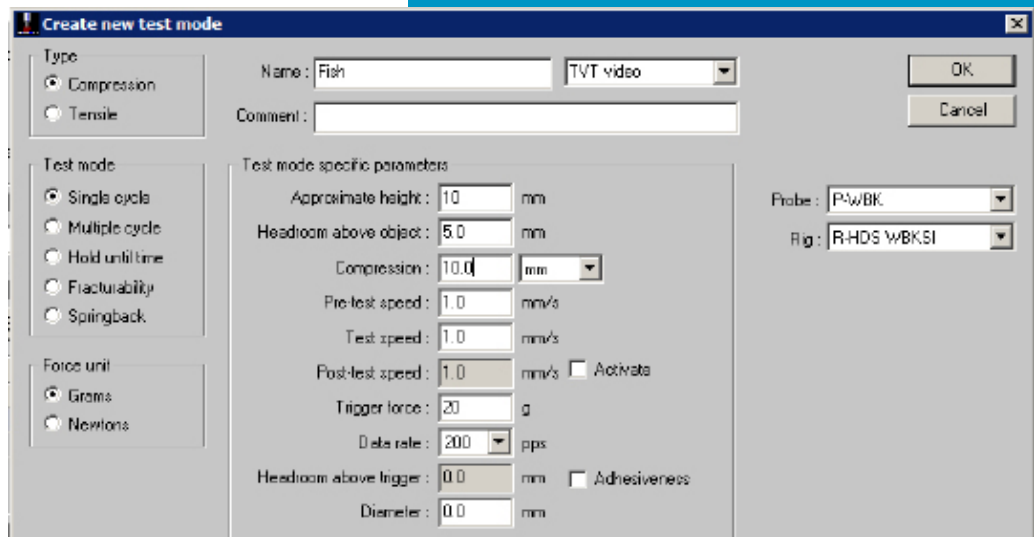 Create new test mode
Type
Compression
Tensile
Name : Fish TVT video
Comment :
OK
Cancel
Test mode
Single cycle
Multiple cycle
Hold until time
Fracturability
Springback
Force unit
Grams
Newtons
Test mode specific parameters
Approximate height : 10 mm
Headroom above object : 5.0 mm
Compression : 10.0 mm
Pre-test speed : 1.0 mm/s
Test speed : 1.0 mm/s
Post-test speed : 1.0 mm/s Activate
Trigger force : 20 g
Data rate : 200 pps
Headroom above trigger : 0.0 mm Adhesiveness
Diameter : 0.0 mm
Probe : P-WBK
Rig : R-HDS WBKSI